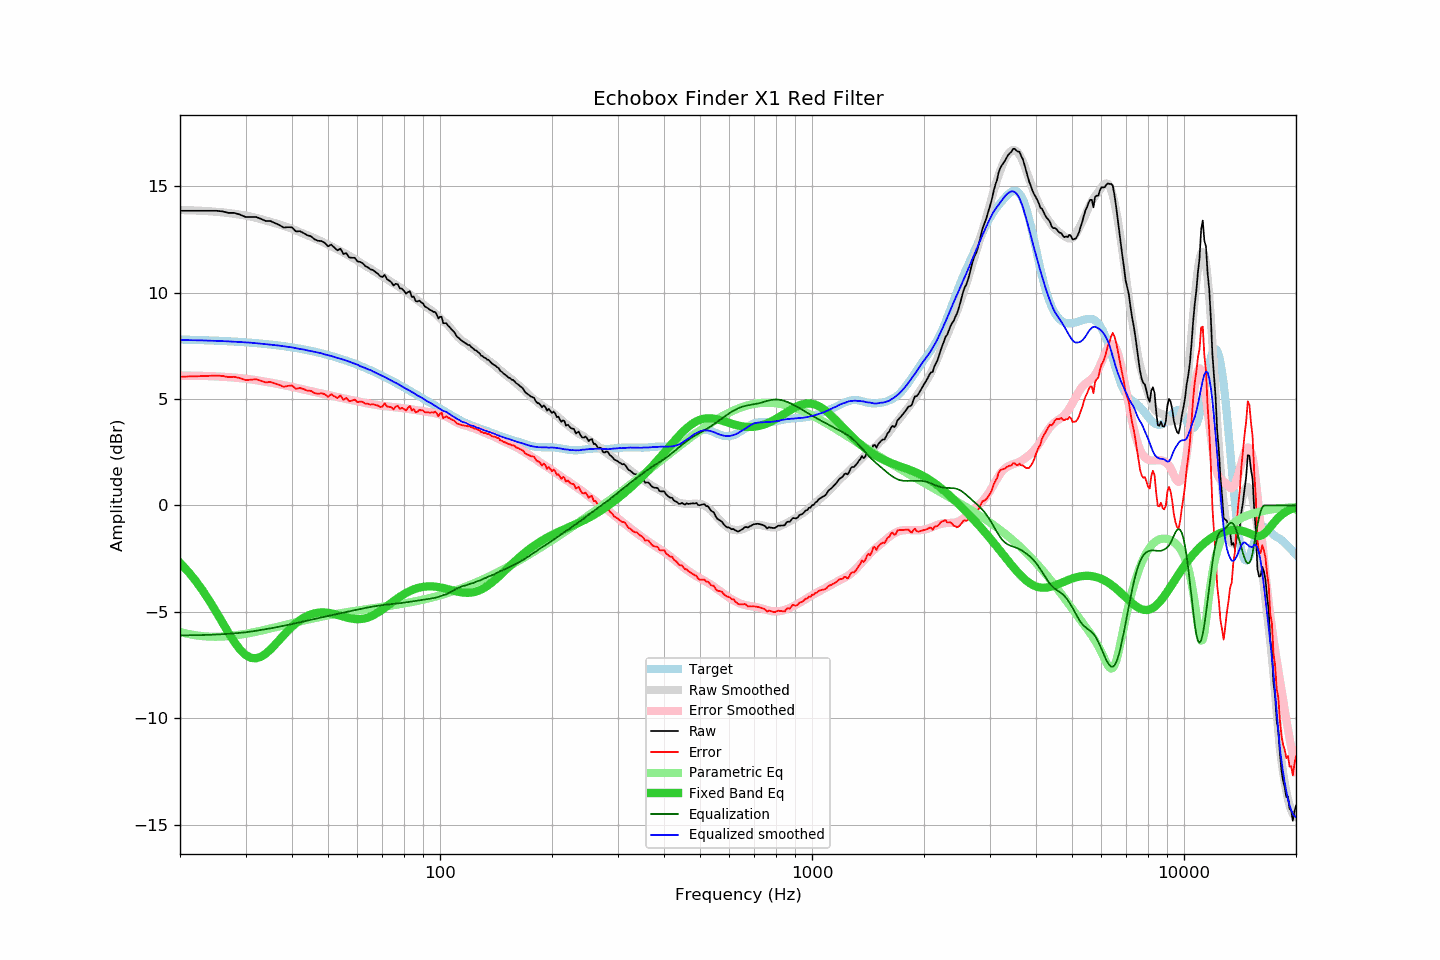 Echobox Finder X1 Red Filter
15
10
5
0
−5
−10
−15
Amplitude (dBr)
Target
Raw Smoothed
Error Smoothed
Raw
Error
Parametric Eq
Fixed Band Eq
Equalization
Equalized smoothed
100
1000
10000
Frequency (Hz)